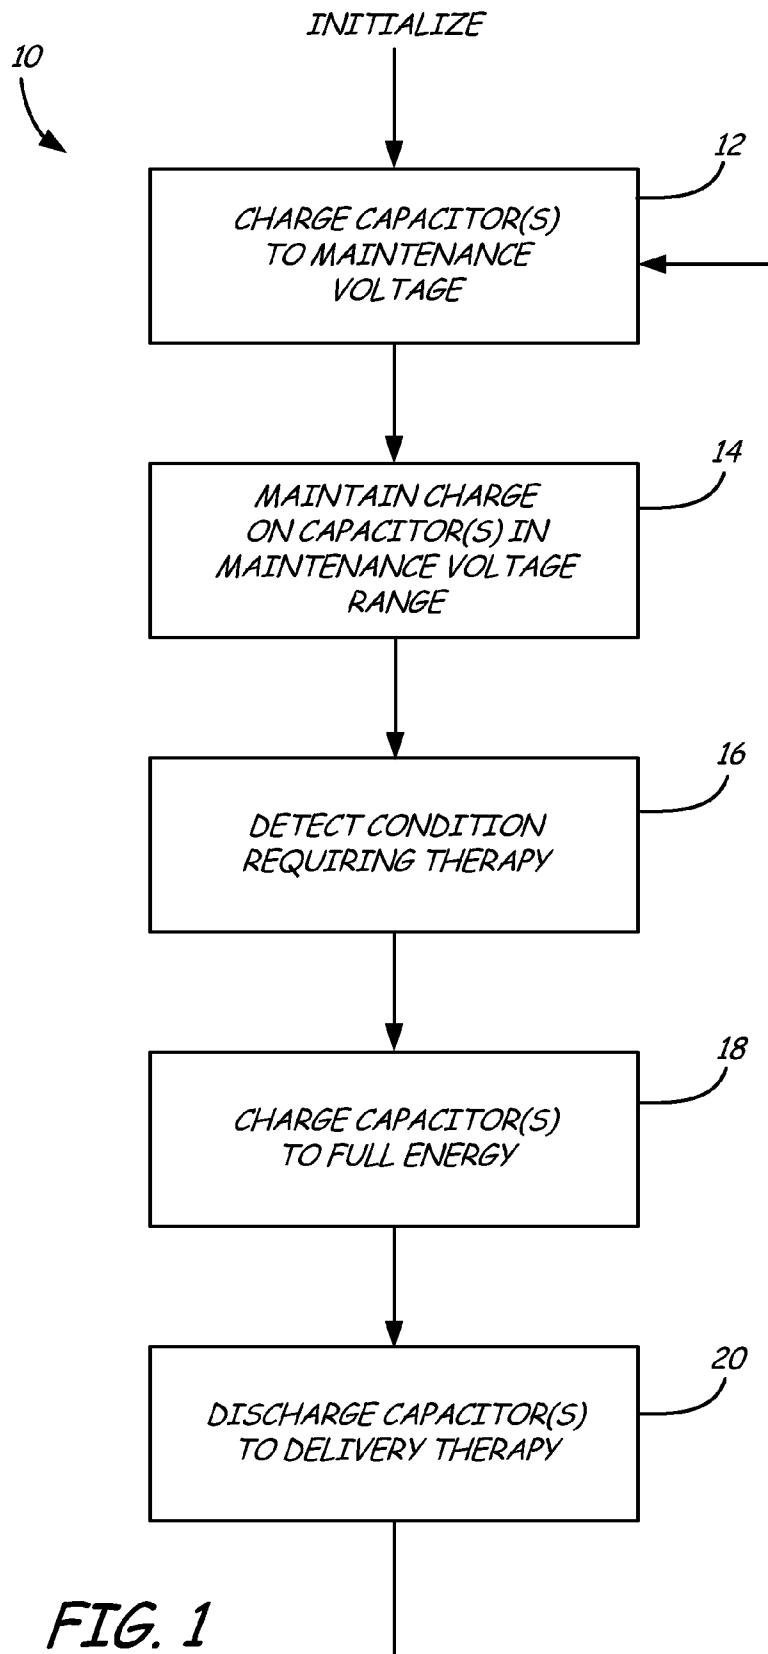 INITIALIZE
10
12
CHARGE CAPACITOR(S)
TO MAINTENANCE
VOLTAGE
14
MAINTAIN CHARGE
ON CAPACITOR(S) IN
MAINTENANCE VOLTAGE
RANGE
16
DETECT CONDITION
REQUIRING THERAPY
18
CHARGE CAPACITOR(S)
TO FULL ENERGY
20
DISCHARGE CAPACITOR(S)
TO DELIVERY THERAPY
FIG. 1